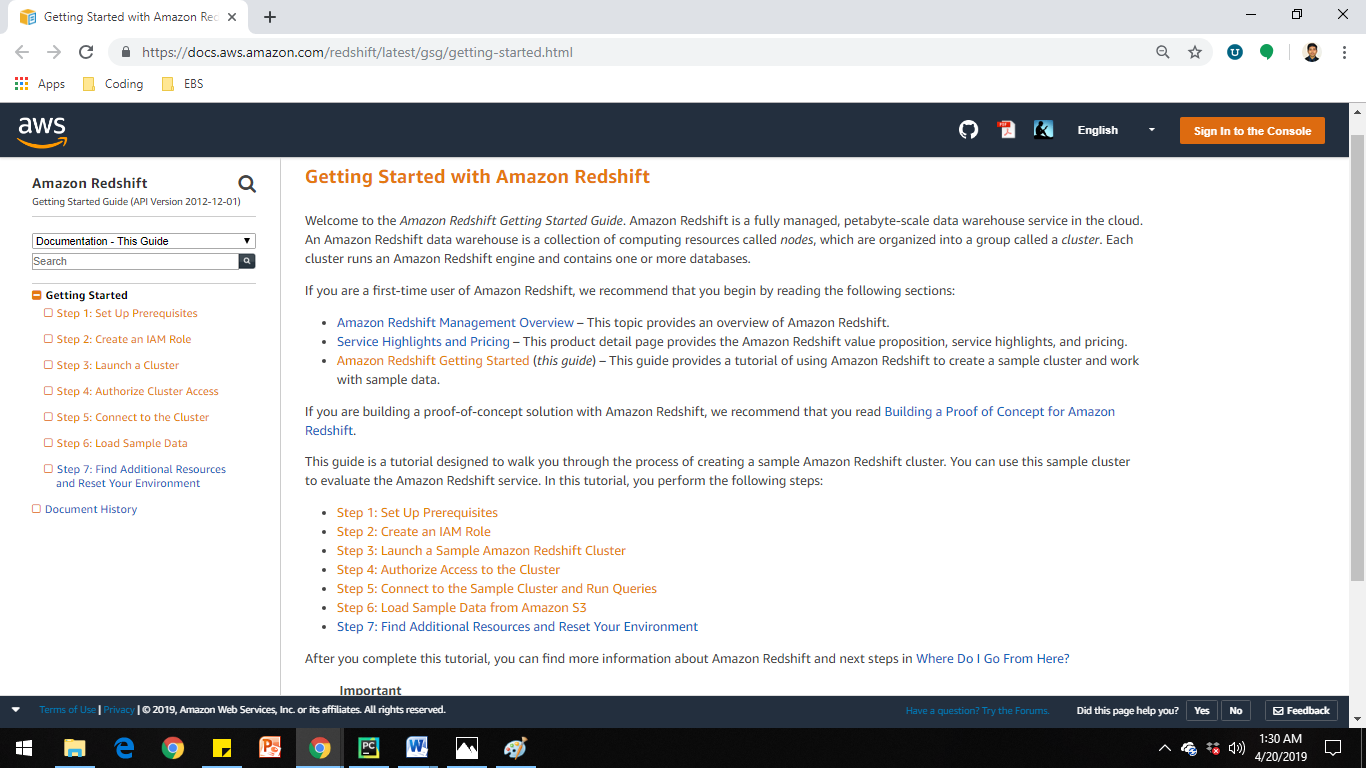 Getting Started with Amazon Red
https://docs.aws.amazon.com/redshift/latest/gsg/getting-started.html
Apps Coding EBS
aws
English
Sign In to the Console
Amazon Redshift
Getting Started Guide (API Version 2012-12-01)
Documentation - This Guide
Search
Getting Started
Step 1: Set Up Prerequisites
Step 2: Create an IAM Role
Step 3: Launch a Cluster
Step 4: Authorize Cluster Access
Step 5: Connect to the Cluster
Step 6: Load Sample Data
Step 7: Find Additional Resources
and Reset Your Environment
Document History
Getting Started with Amazon Redshift
Welcome to the Amazon Redshift Getting Started Guide. Amazon Redshift is a fully managed, petabyte-scale data warehouse service in the cloud.
An Amazon Redshift data warehouse is a collection of computing resources called nodes, which are organized into a group called a cluster. Each
cluster runs an Amazon Redshift engine and contains one or more databases.
If you are a first-time user of Amazon Redshift, we recommend that you begin by reading the following sections:
• Amazon Redshift Management Overview – This topic provides an overview of Amazon Redshift.
• Service Highlights and Pricing – This product detail page provides the Amazon Redshift value proposition, service highlights, and pricing.
• Amazon Redshift Getting Started (this guide) – This guide provides a tutorial of using Amazon Redshift to create a sample cluster and work
with sample data.
If you are building a proof-of-concept solution with Amazon Redshift, we recommend that you read Building a Proof of Concept for Amazon
Redshift.
This guide is a tutorial designed to walk you through the process of creating a sample Amazon Redshift cluster. You can use this sample cluster
to evaluate the Amazon Redshift service. In this tutorial, you perform the following steps:
• Step 1: Set Up Prerequisites
• Step 2: Create an IAM Role
• Step 3: Launch a Sample Amazon Redshift Cluster
• Step 4: Authorize Access to the Cluster
• Step 5: Connect to the Sample Cluster and Run Queries
• Step 6: Load Sample Data from Amazon S3
• Step 7: Find Additional Resources and Reset Your Environment
After you complete this tutorial, you can find more information about Amazon Redshift and next steps in Where Do I Go From Here?
Important
Terms of Use | Privacy | © 2019, Amazon Web Services, Inc. or its affiliates. All rights reserved.
Have a question? Try the Forums.
Did this page help you? Yes No Feedback
1:30 AM
4/20/2019